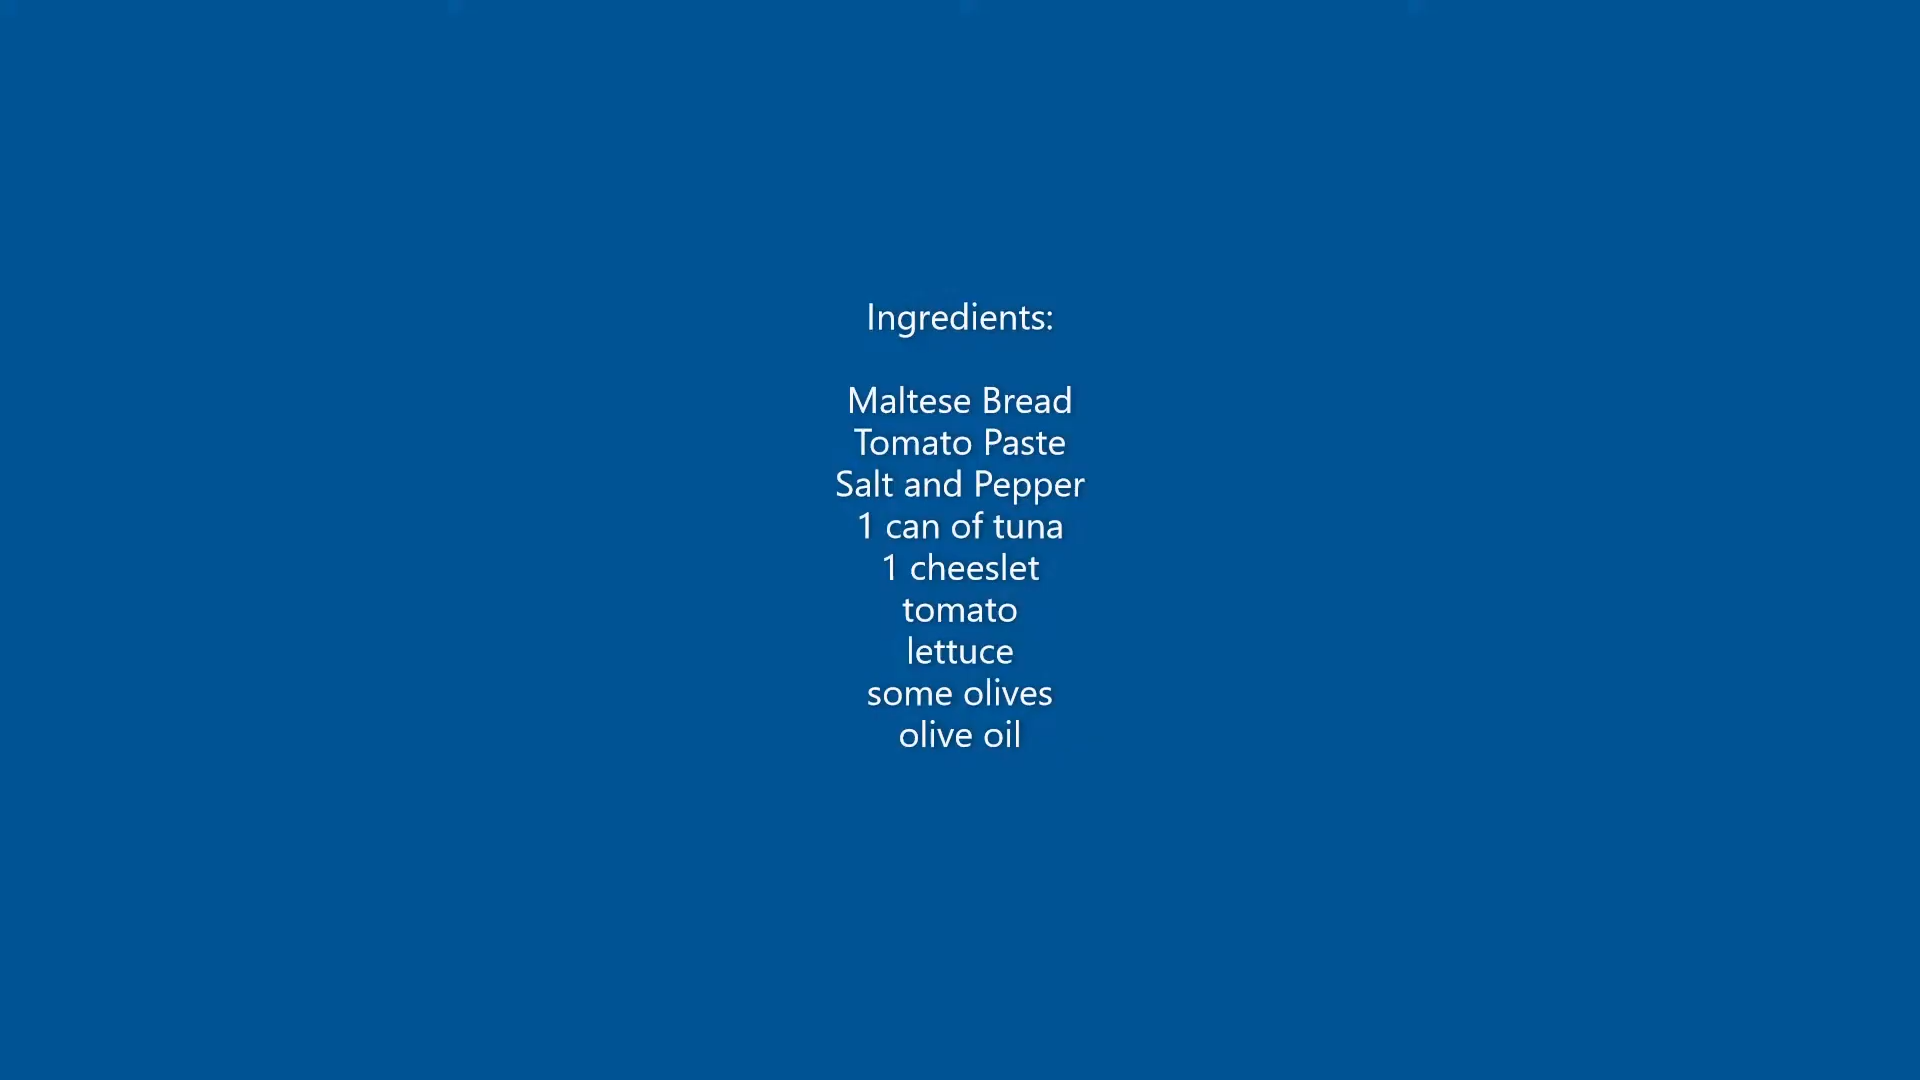 Ingredients:
Maltese Bread
Tomato Paste
Salt and Pepper
1 can of tuna
1 cheeslet
tomato
lettuce
some olives
olive oil